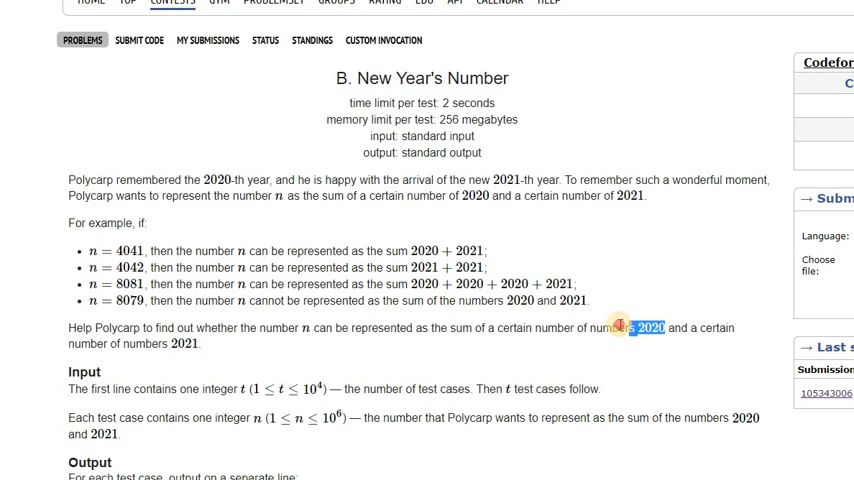 HOME TOP CONTESTS GYM PROBLEMSET GROUPS RATING EDU API CALENDAR HELP
PROBLEMS SUBMIT CODE MY SUBMISSIONS STATUS STANDINGS CUSTOM INVOCATION
B. New Year's Number
time limit per test: 2 seconds
memory limit per test: 256 megabytes
input: standard input
output: standard output
Polycarp remembered the 2020-th year, and he is happy with the arrival of the new 2021-th year. To remember such a wonderful moment,
Polycarp wants to represent the number n as the sum of a certain number of 2020 and a certain number of 2021.
For example, if:
• n = 4041, then the number n can be represented as the sum 2020 + 2021;
• n = 4042, then the number n can be represented as the sum 2021 + 2021;
• n = 8081, then the number n can be represented as the sum 2020 + 2020 + 2020 + 2021;
• n = 8079, then the number n cannot be represented as the sum of the numbers 2020 and 2021.
Help Polycarp to find out whether the number n can be represented as the sum of a certain number of numbers 2020 and a certain
number of numbers 2021.
Input
The first line contains one integer t (1 ≤ t ≤ 10⁴) — the number of test cases. Then t test cases follow.
Each test case contains one integer n (1 ≤ n ≤ 10⁶) — the number that Polycarp wants to represent as the sum of the numbers 2020
and 2021.
Output
For each test case, output on a separate line:
Codefor
C
→ Subm
Language:
Choose
file:
→ Last s
Submission
105343006